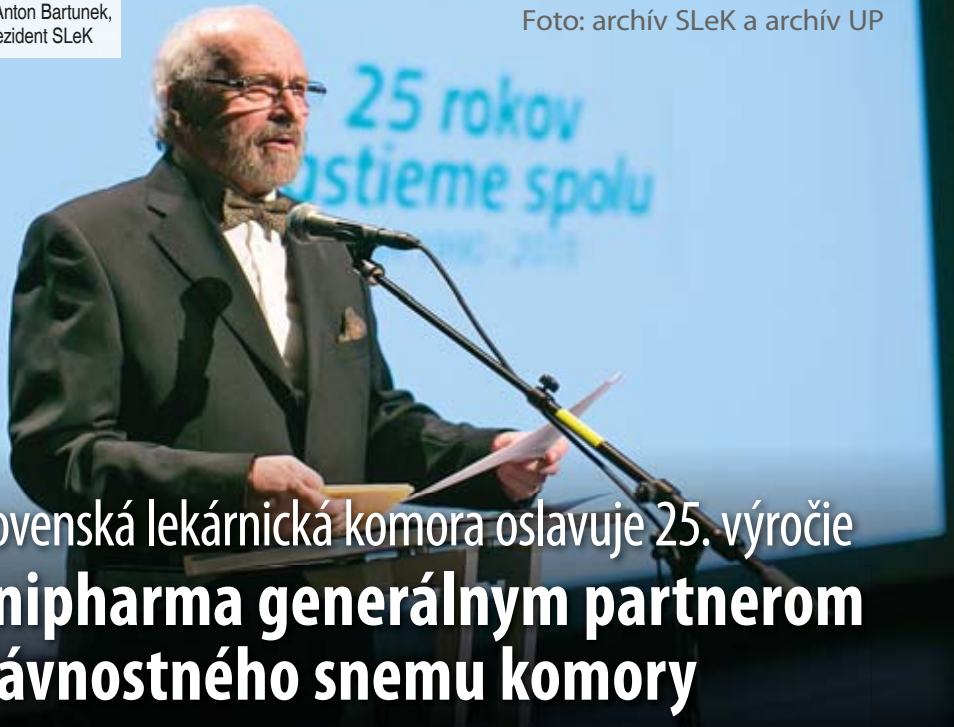 Anton Bartunek,
ezident SLeK
Foto: archív SLeK a archív UP
25 rokov
astieme spolu
ovenská lekárnická komora oslavuje 25. výročie
nipharma generálnym partnerom
ávnostného snemu komory